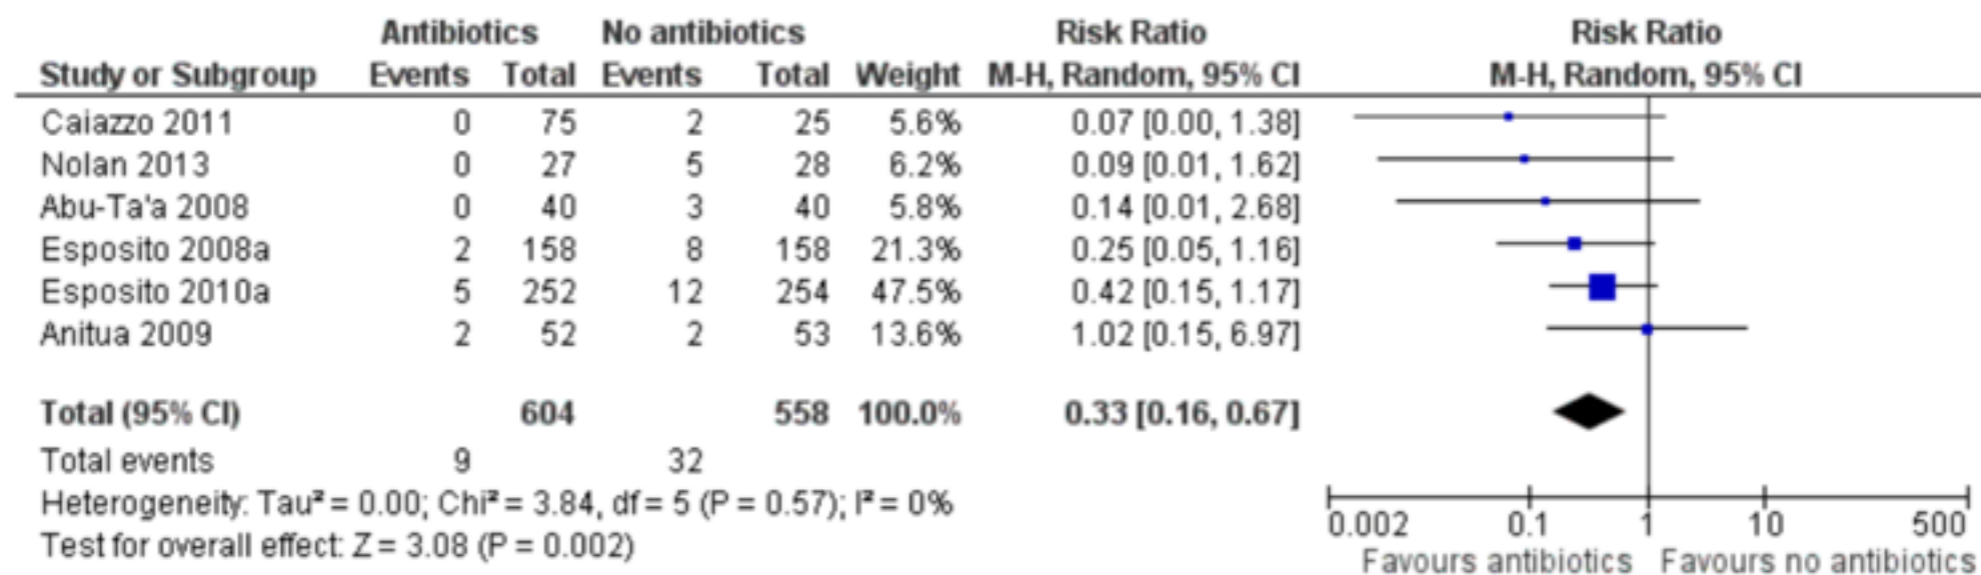 Antibiotics No antibiotics Risk Ratio Risk Ratio
Study or Subgroup Events Total Events Total Weight M-H, Random, 95% CI M-H, Random, 95% CI
Caiazzo 2011 0 75 2 25 5.6% 0.07 [0.00, 1.38]
Nolan 2013 0 27 5 28 6.2% 0.09 [0.01, 1.62]
Abu-Ta'a 2008 0 40 3 40 5.8% 0.14 [0.01, 2.68]
Esposito 2008a 2 158 8 158 21.3% 0.25 [0.05, 1.16]
Esposito 2010a 5 252 12 254 47.5% 0.42 [0.15, 1.17]
Anitua 2009 2 52 2 53 13.6% 1.02 [0.15, 6.97]
Total (95% CI) 604 558 100.0% 0.33 [0.16, 0.67]
Total events 9 32
Heterogeneity: Tau² = 0.00; Chi² = 3.84, df = 5 (P = 0.57); I² = 0%
Test for overall effect: Z = 3.08 (P = 0.002)
0.002 0.1 1 10 500
Favours antibiotics Favours no antibiotics